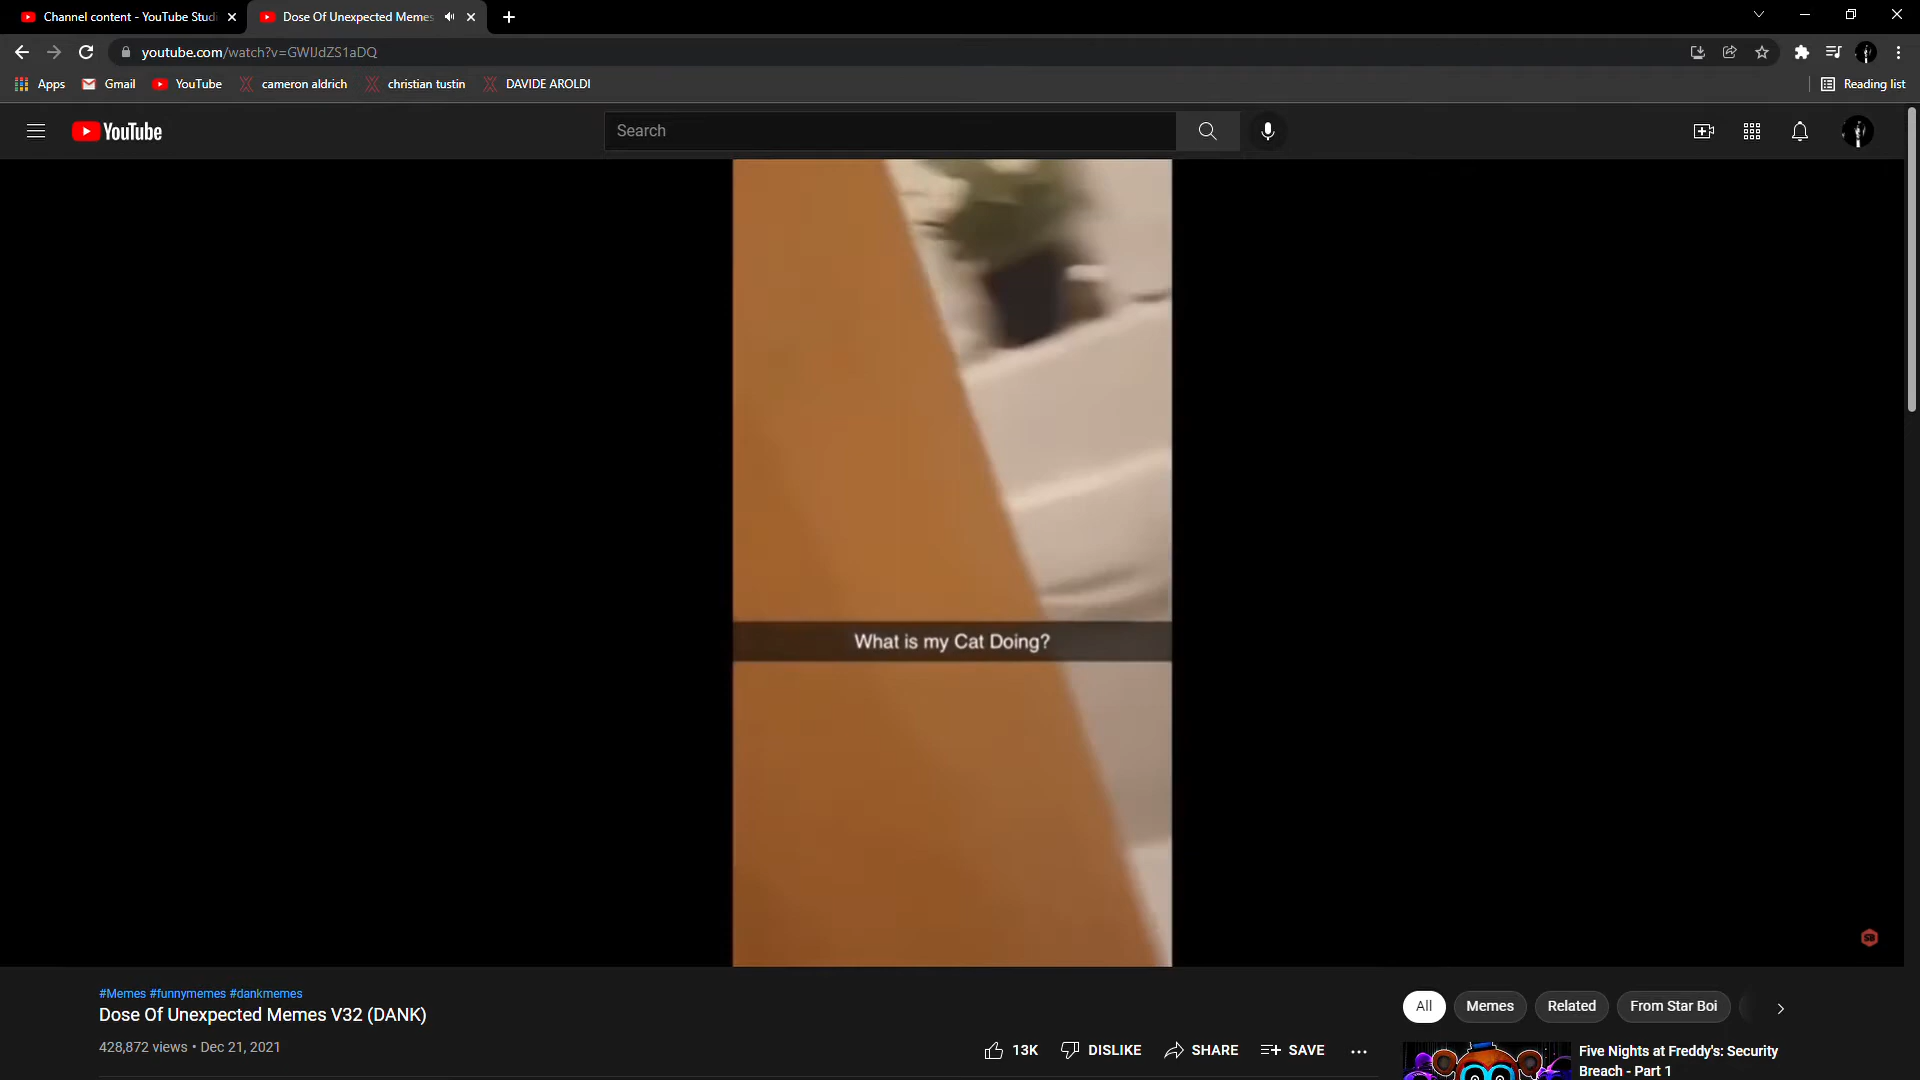 Channel content - YouTube Studi
Dose Of Unexpected Memes
youtube.com/watch?v=GWlJdZS1aDQ
Apps
Gmail
YouTube
cameron aldrich
christian tustin
DAVIDE AROLDI
Reading list
YouTube
Search
What is my Cat Doing?
#Memes #funnymemes #dankmemes
Dose Of Unexpected Memes V32 (DANK)
428,872 views • Dec 21, 2021
13K
DISLIKE
SHARE
SAVE
All
Memes
Related
From Star Boi
Five Nights at Freddy's: Security
Breach - Part 1